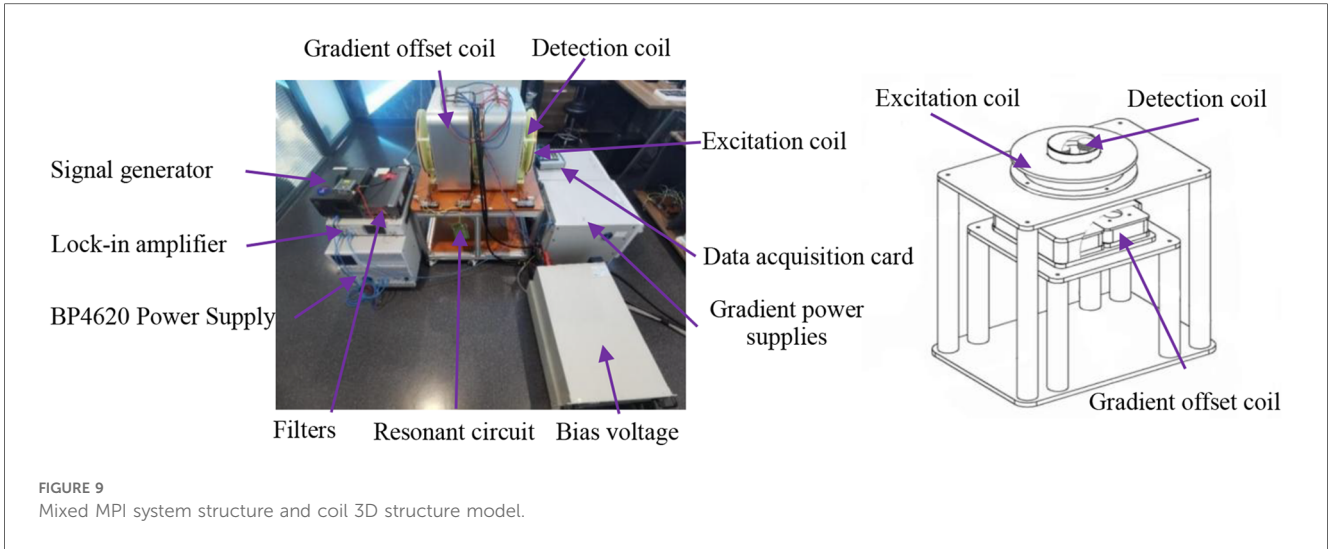 Gradient offset coil
Detection coil
Signal generator
Excitation coil
Lock-in amplifier
Data acquisition card
BP4620 Power Supply
Gradient power
supplies
Filters
Resonant circuit
Bias voltage
Excitation coil
Detection coil
Gradient offset coil
FIGURE 9
Mixed MPI system structure and coil 3D structure model.